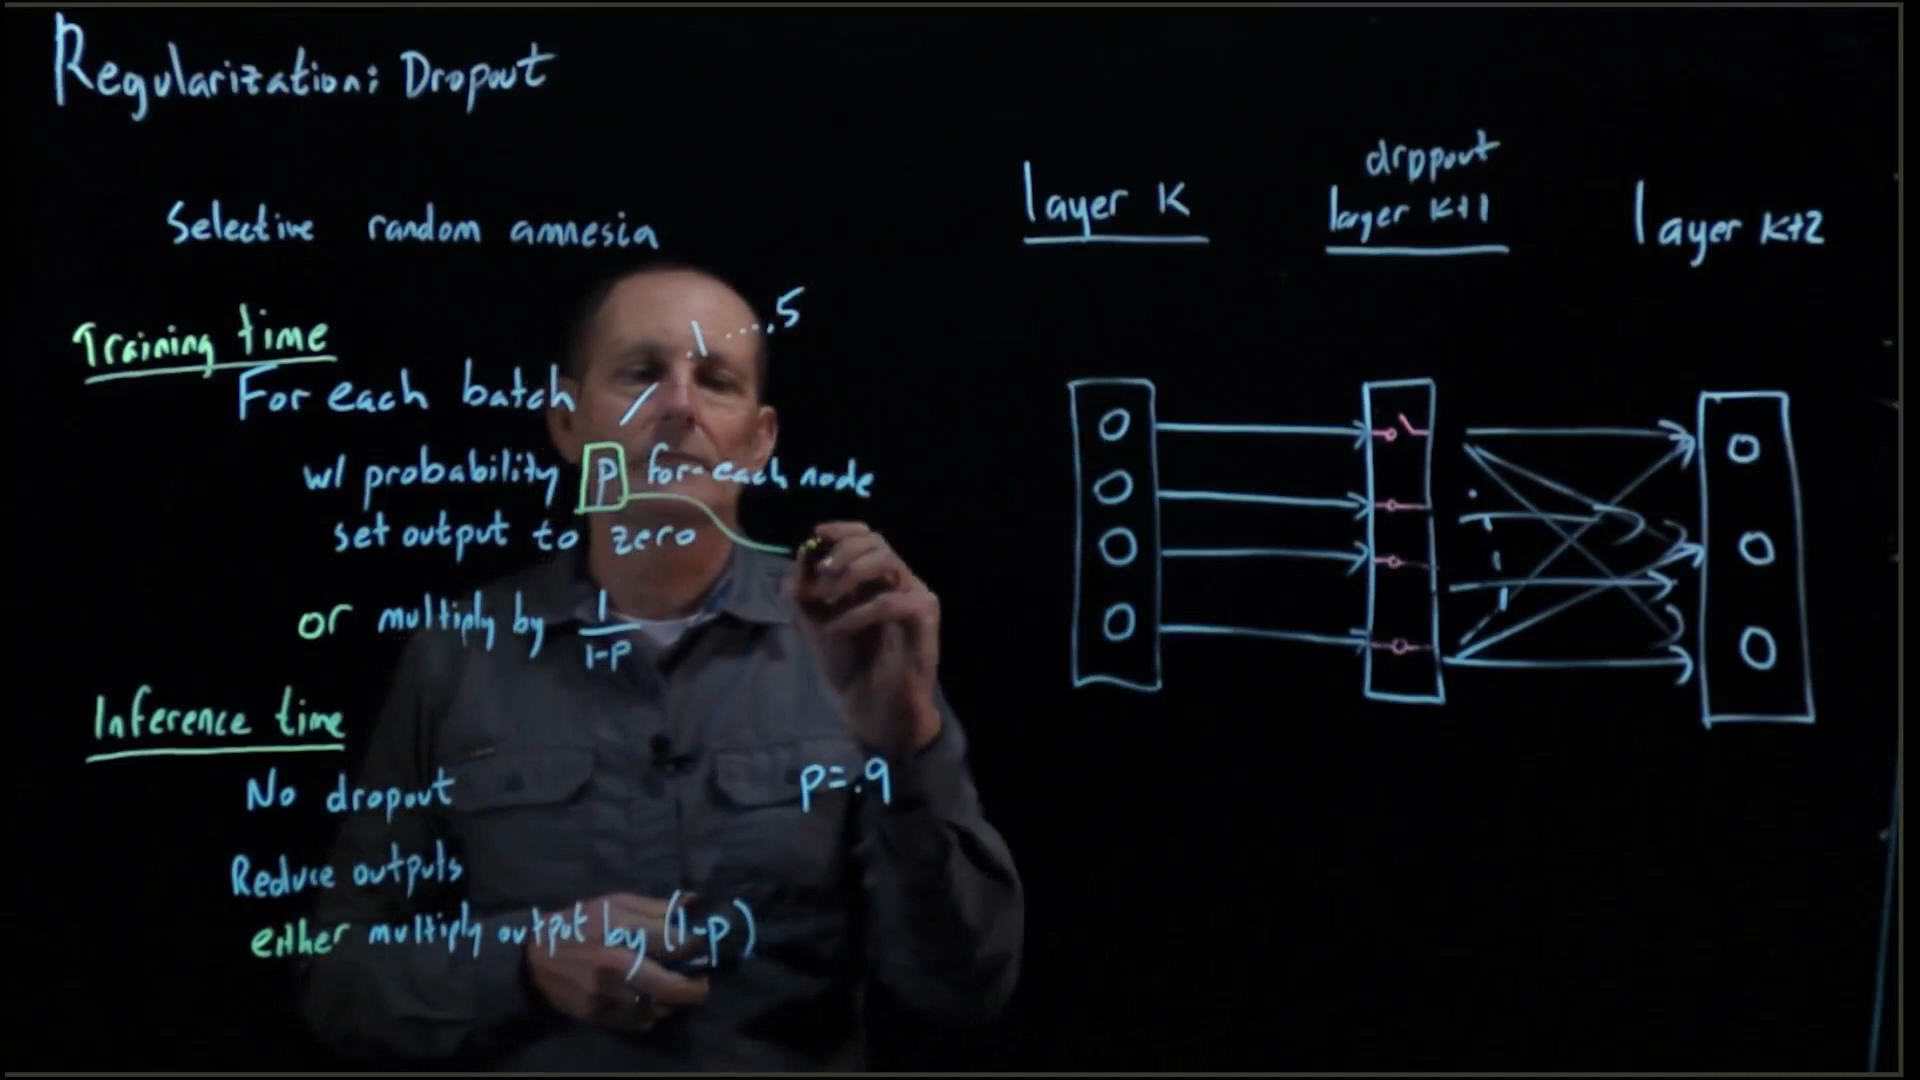 Regularization: Dropout
Selective random amnesia
Training time
.1 ... .5
For each batch
w/ probability p for each node
set output to zero
or multiply by 1/1-p
Inference time
No dropout
p=.9
Reduce outputs
either multiply output by (1-p)
layer K
dropout
layer K+1
layer K+2